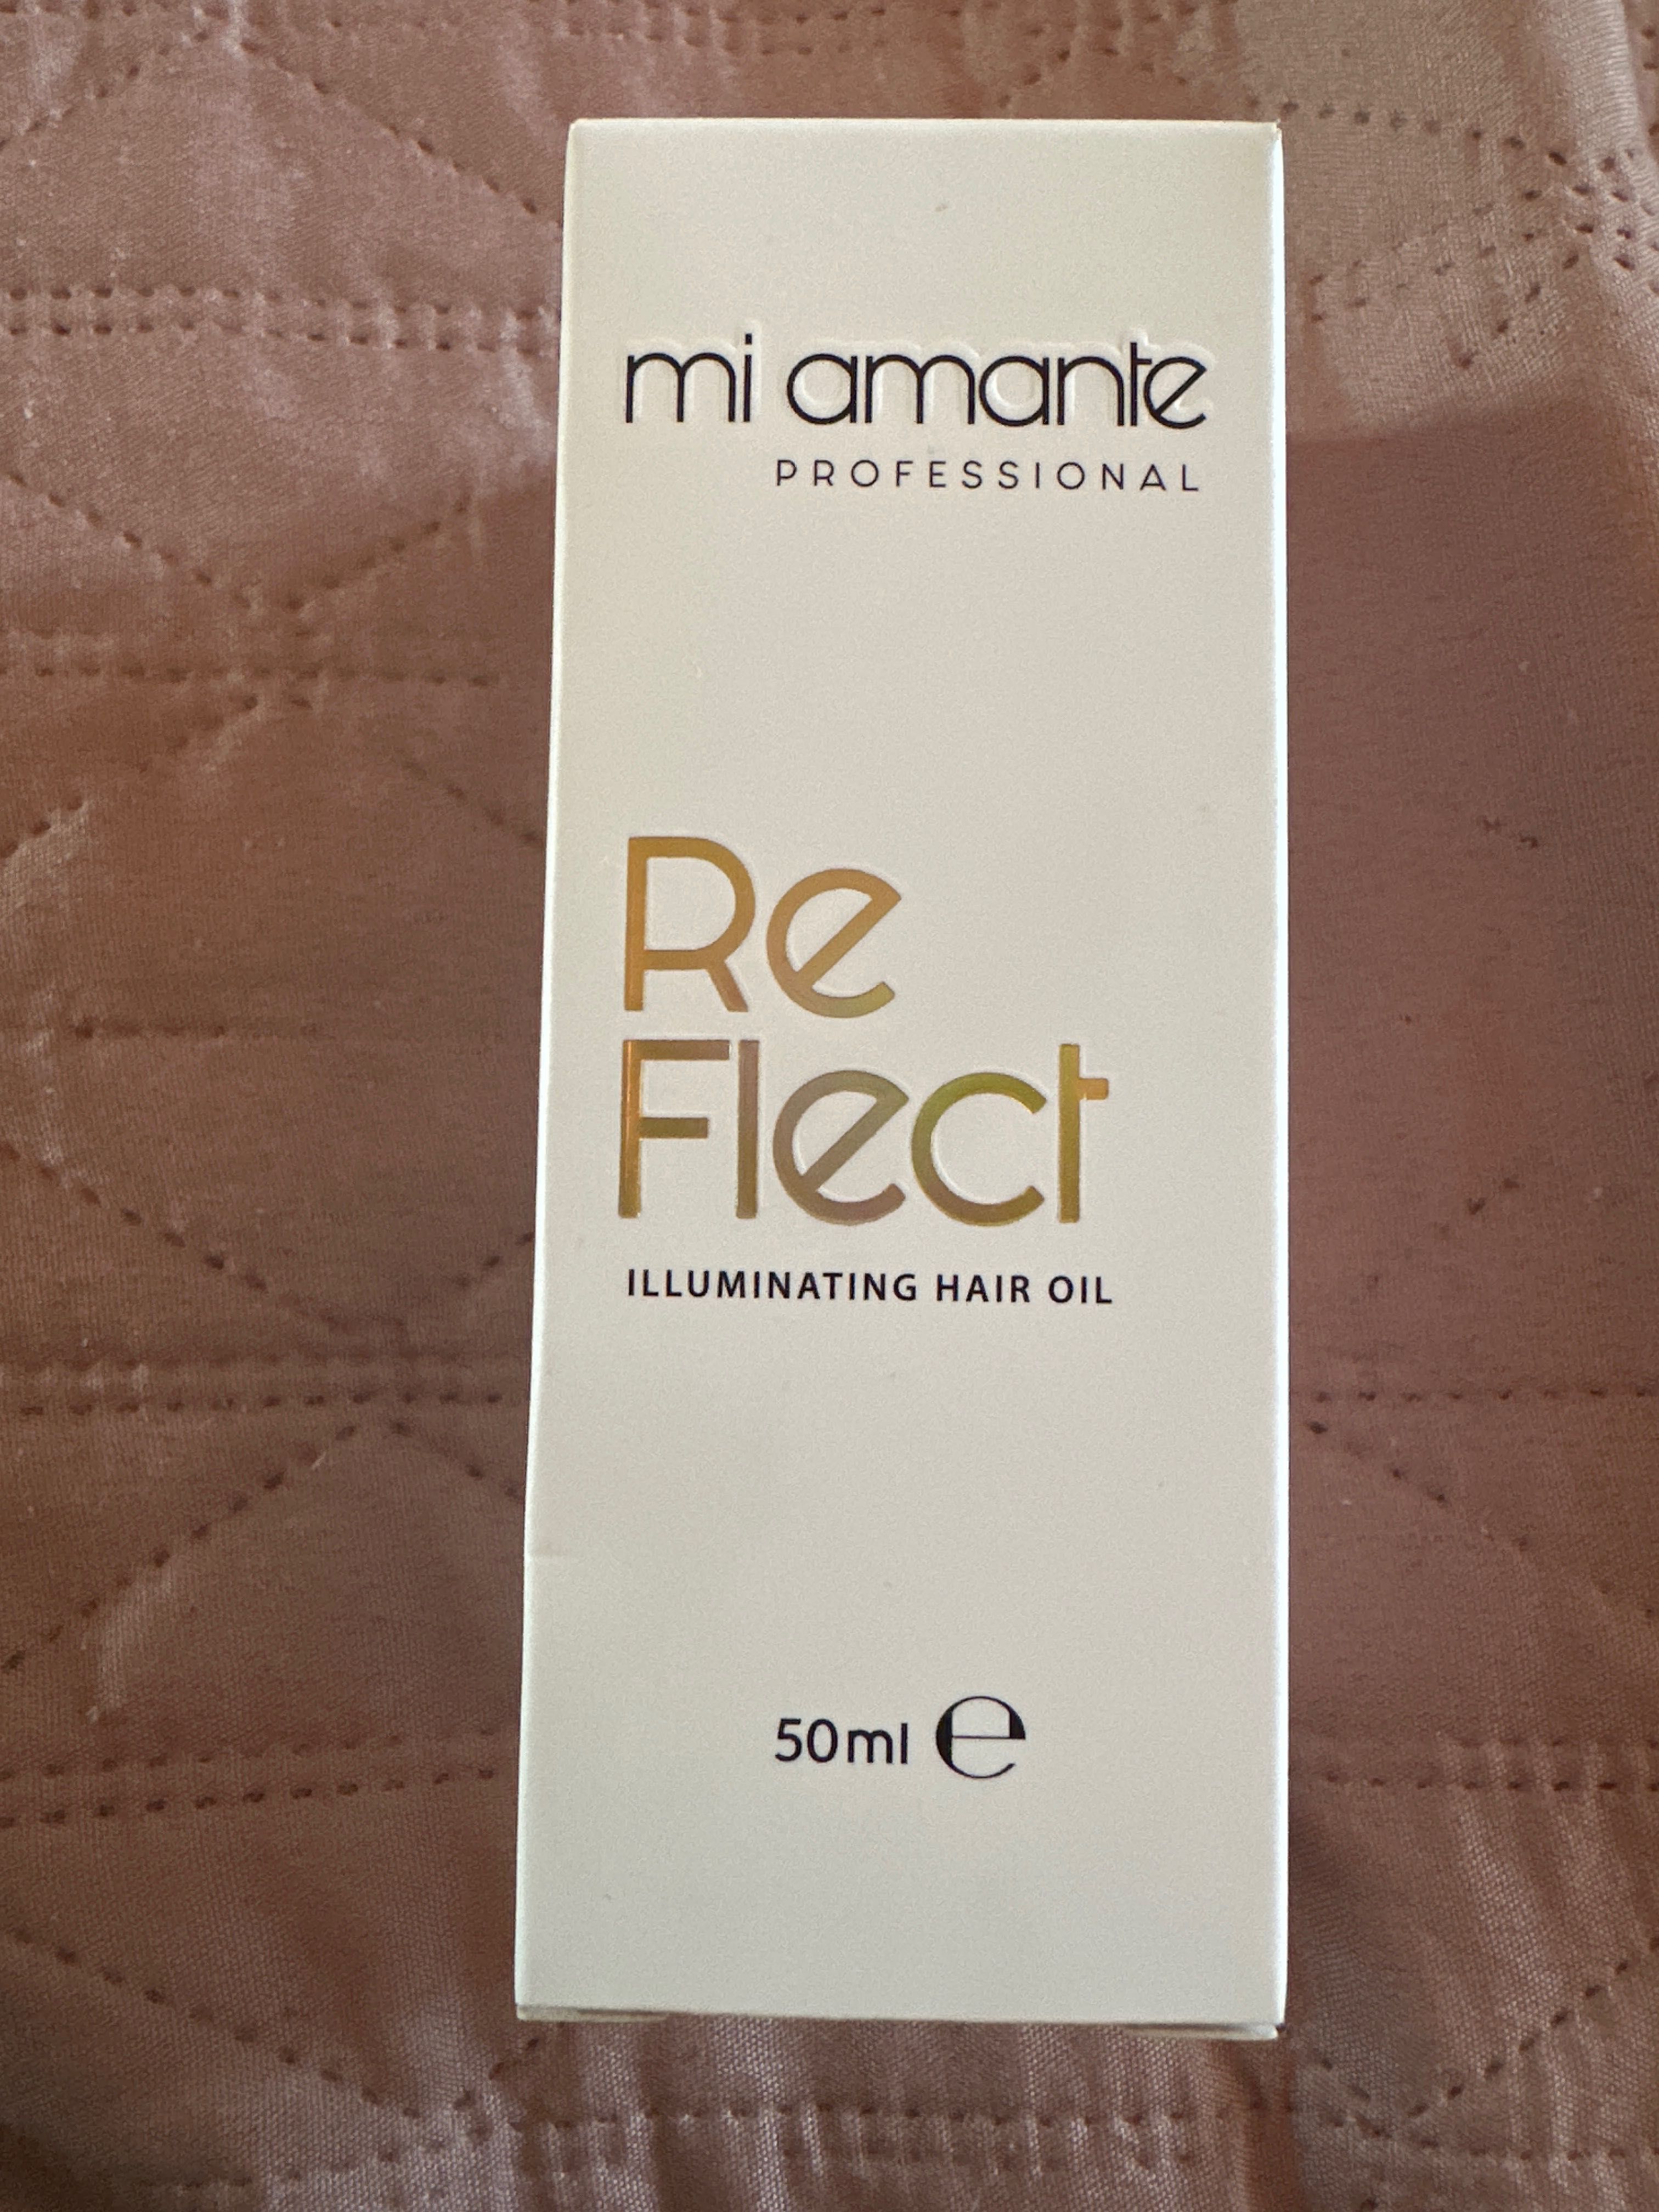 mi amante
PROFESSIONAL
Re
Flect
ILLUMINATING HAIR OIL
50ml ℮